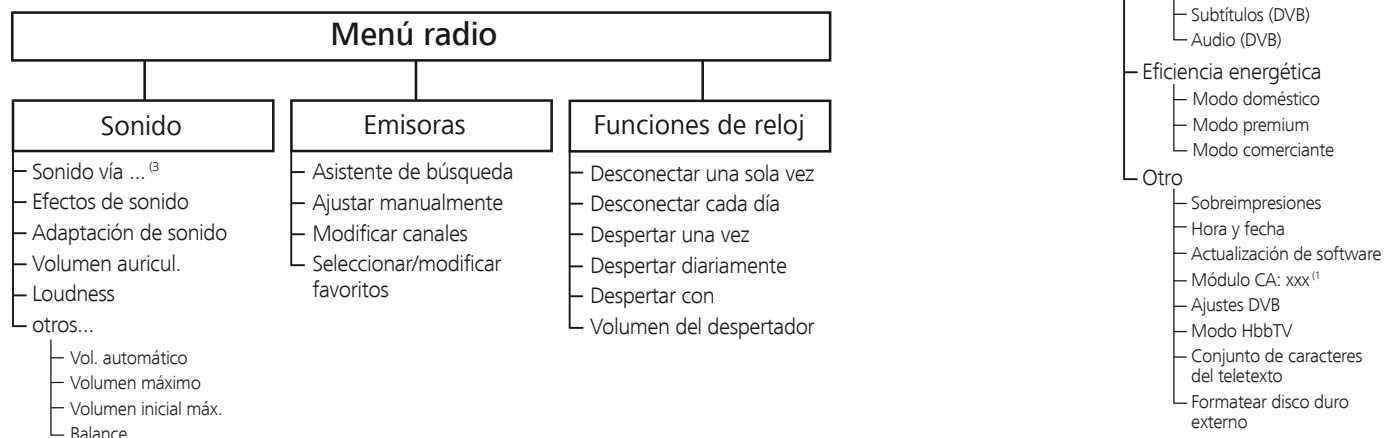 Menú radio
Sonido
Sonido vía ... (3
Efectos de sonido
Adaptación de sonido
Volumen auricul.
Loudness
otros...
Vol. automático
Volumen máximo
Volumen inicial máx.
Balance
Emisoras
Asistente de búsqueda
Ajustar manualmente
Modificar canales
Seleccionar/modificar
favoritos
Funciones de reloj
Desconectar una sola vez
Desconectar cada día
Despertar una vez
Despertar diariamente
Despertar con
Volumen del despertador
Subtítulos (DVB)
Audio (DVB)
Eficiencia energética
Modo doméstico
Modo premium
Modo comerciante
Otro
Sobreimpresiones
Hora y fecha
Actualización de software
Módulo CA: xxx (1
Ajustes DVB
Modo HbbTV
Conjunto de caracteres
del teletexto
Formatear disco duro
externo